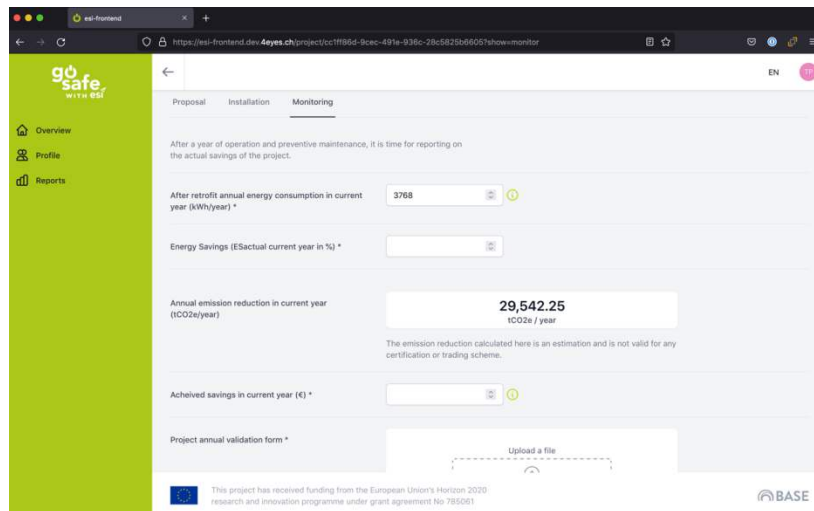 esi-frontend
https://esi-frontend.dev.4eyes.ch/project/cc1ff86d-9cec-491e-936c-28c5825b6605?show=monitor
go
safe
WITH esi
EN
TP
Overview
Profile
Reports
Proposal Installation Monitoring
After a year of operation and preventive maintenance, it is time for reporting on
the actual savings of the project.
After retrofit annual energy consumption in current
year (kWh/year) *
3768
Energy Savings (ESactual current year in %) *
Annual emission reduction in current year
(tCO2e/year)
29,542.25
tCO2e / year
The emission reduction calculated here is an estimation and is not valid for any
certification or trading scheme.
Acheived savings in current year (€) *
Project annual validation form *
Upload a file
This project has received funding from the European Union's Horizon 2020
research and innovation programme under grant agreement No 785061
BASE